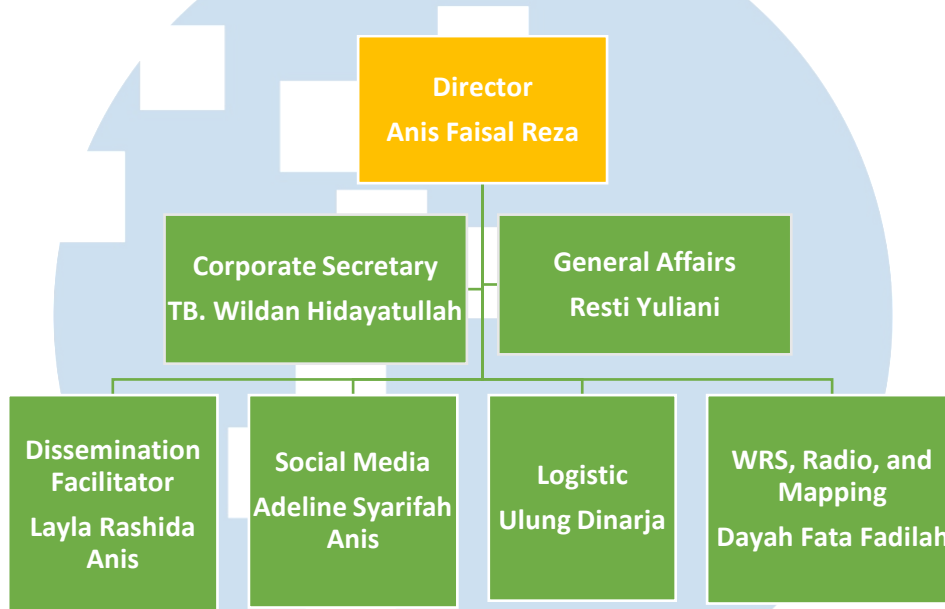 Director
Anis Faisal Reza
Corporate Secretary
TB. Wildan Hidayatullah
General Affairs
Resti Yuliani
Dissemination
Facilitator
Layla Rashida
Anis
Social Media
Adeline Syarifah
Anis
Logistic
Ulung Dinarja
WRS, Radio, and
Mapping
Dayah Fata Fadilah